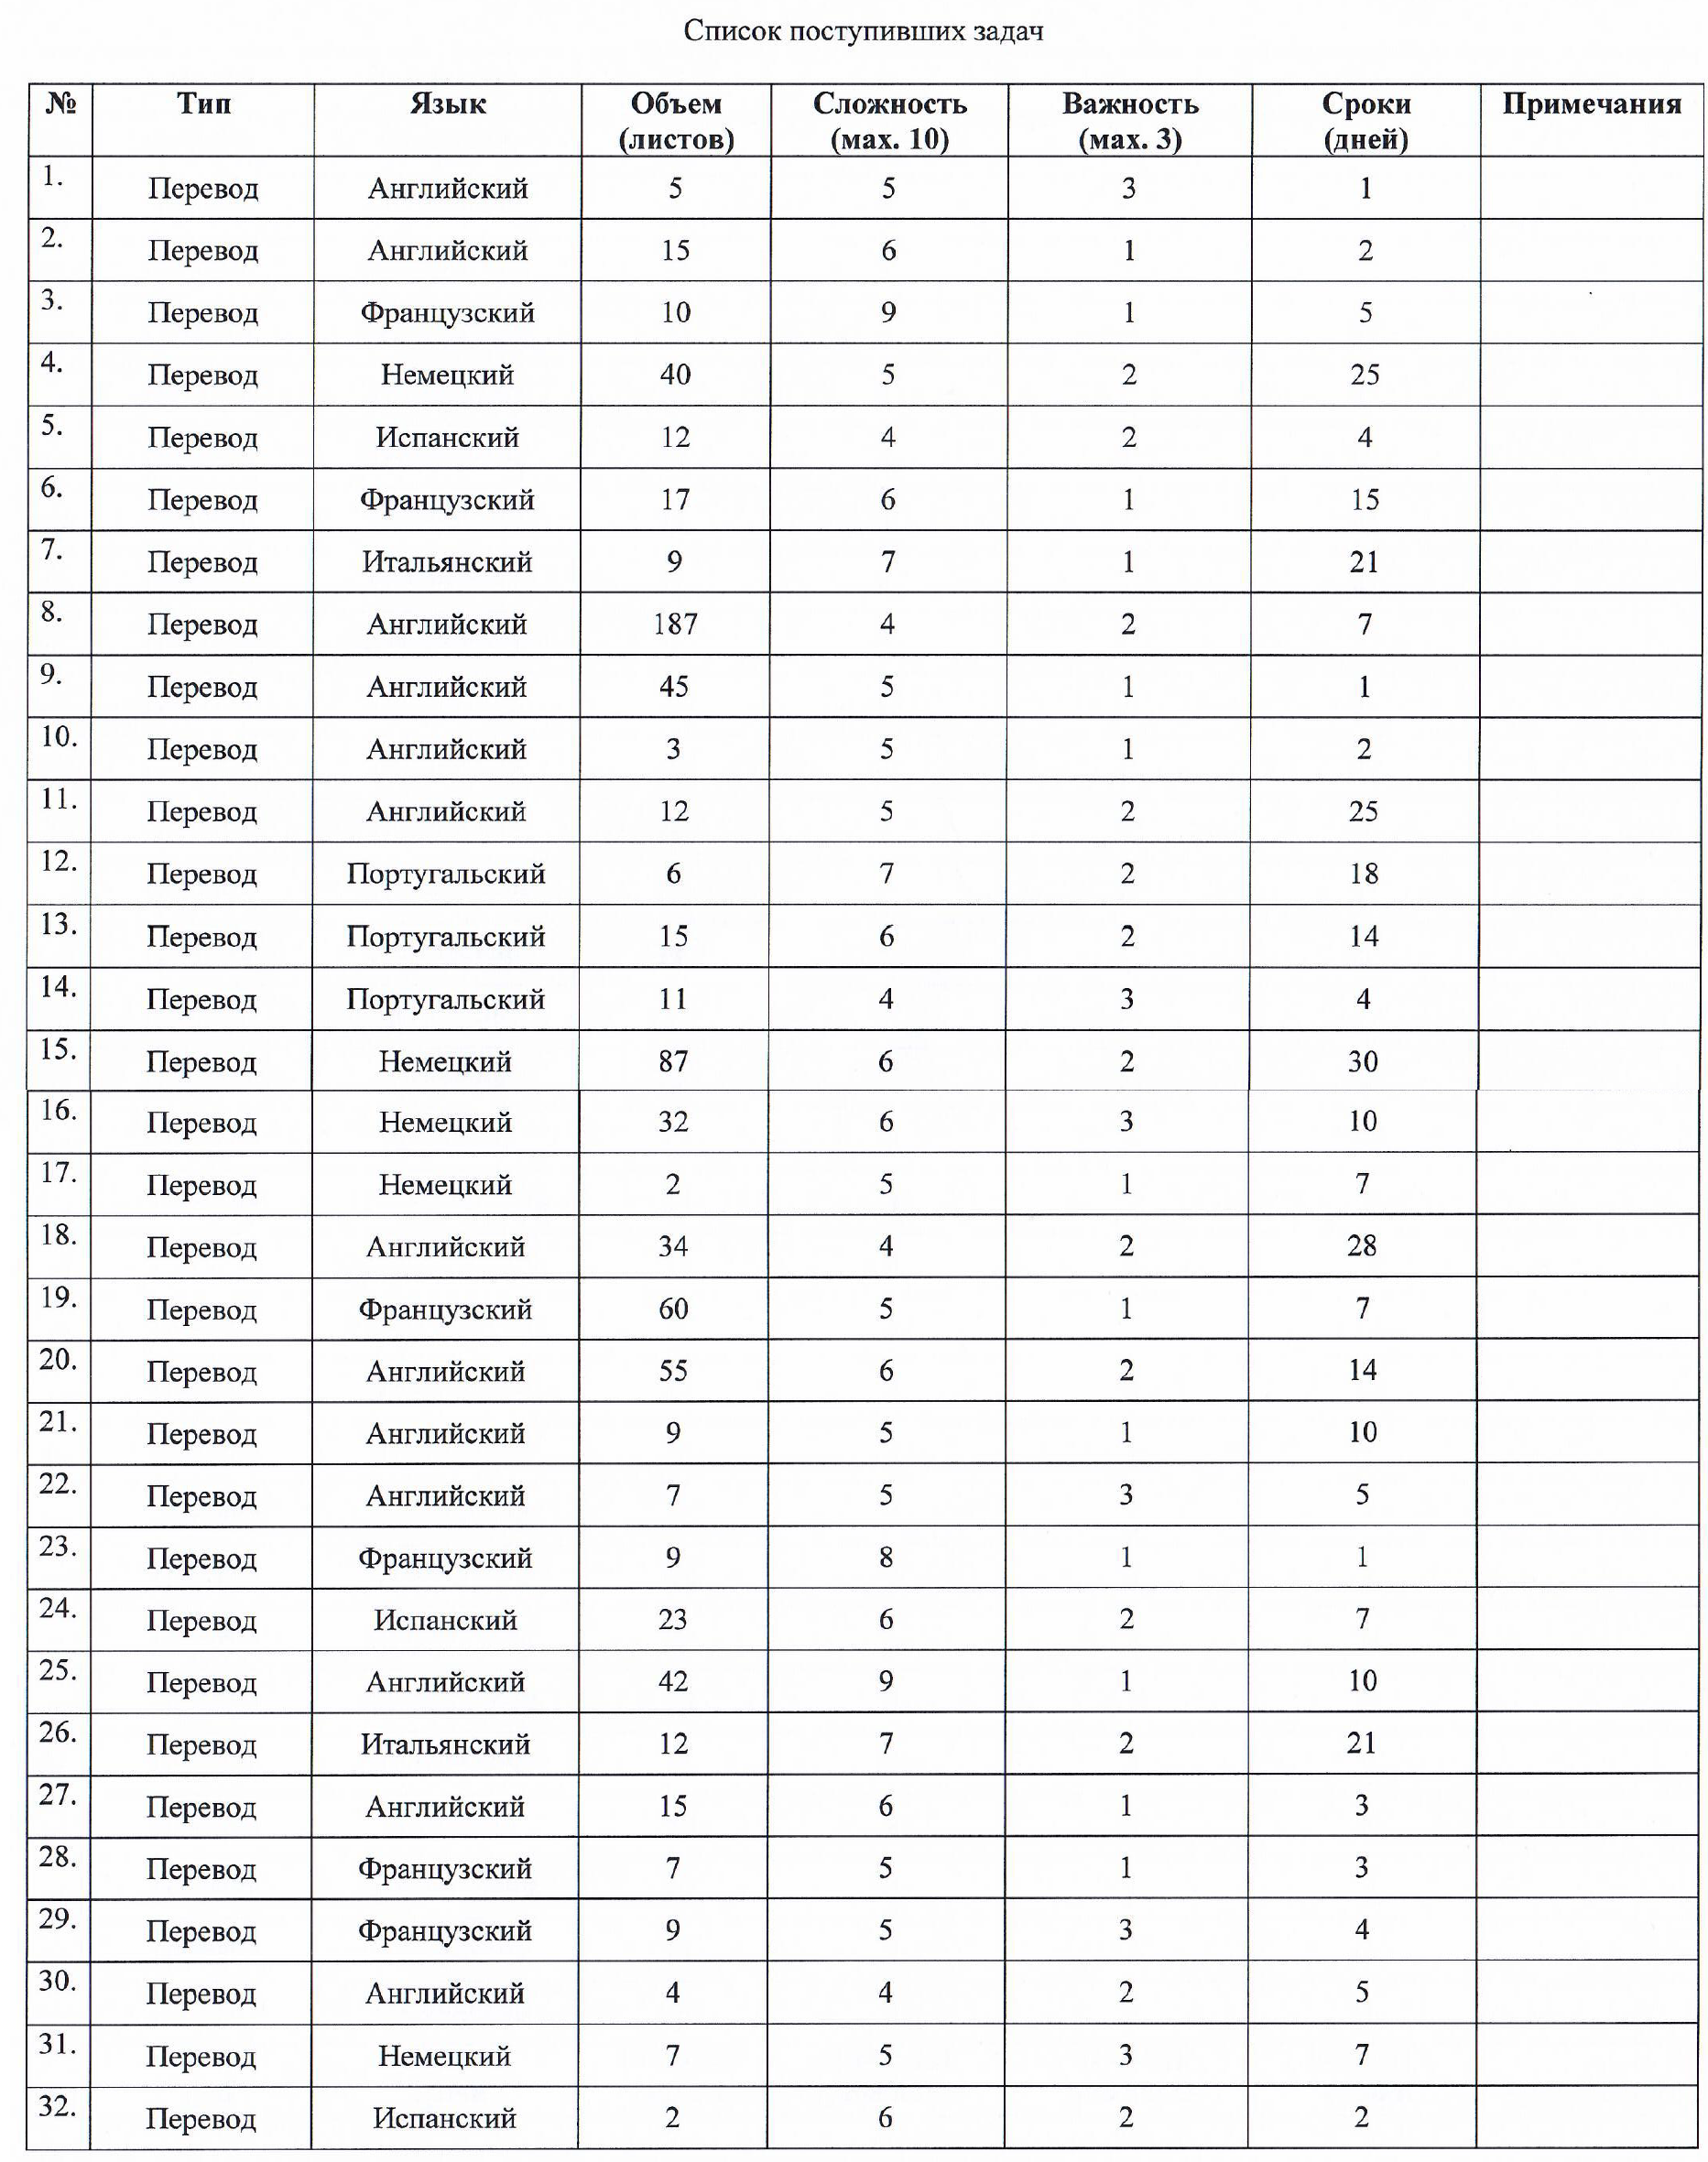 Список поступивших задач
№ Тип Язык Объем (листов) Сложность (мах. 10) Важность (мах. 3) Сроки (дней) Примечания
1. Перевод Английский 5 5 3 1
2. Перевод Английский 15 6 1 2
3. Перевод Французский 10 9 1 5
4. Перевод Немецкий 40 5 2 25
5. Перевод Испанский 12 4 2 4
6. Перевод Французский 17 6 1 15
7. Перевод Итальянский 9 7 1 21
8. Перевод Английский 187 4 2 7
9. Перевод Английский 45 5 1 1
10. Перевод Английский 3 5 1 2
11. Перевод Английский 12 5 2 25
12. Перевод Португальский 6 7 2 18
13. Перевод Португальский 15 6 2 14
14. Перевод Португальский 11 4 3 4
15. Перевод Немецкий 87 6 2 30
16. Перевод Немецкий 32 6 3 10
17. Перевод Немецкий 2 5 1 7
18. Перевод Английский 34 4 2 28
19. Перевод Французский 60 5 1 7
20. Перевод Английский 55 6 2 14
21. Перевод Английский 9 5 1 10
22. Перевод Английский 7 5 3 5
23. Перевод Французский 9 8 1 1
24. Перевод Испанский 23 6 2 7
25. Перевод Английский 42 9 1 10
26. Перевод Итальянский 12 7 2 21
27. Перевод Английский 15 6 1 3
28. Перевод Французский 7 5 1 3
29. Перевод Французский 9 5 3 4
30. Перевод Английский 4 4 2 5
31. Перевод Немецкий 7 5 3 7
32. Перевод Испанский 2 6 2 2